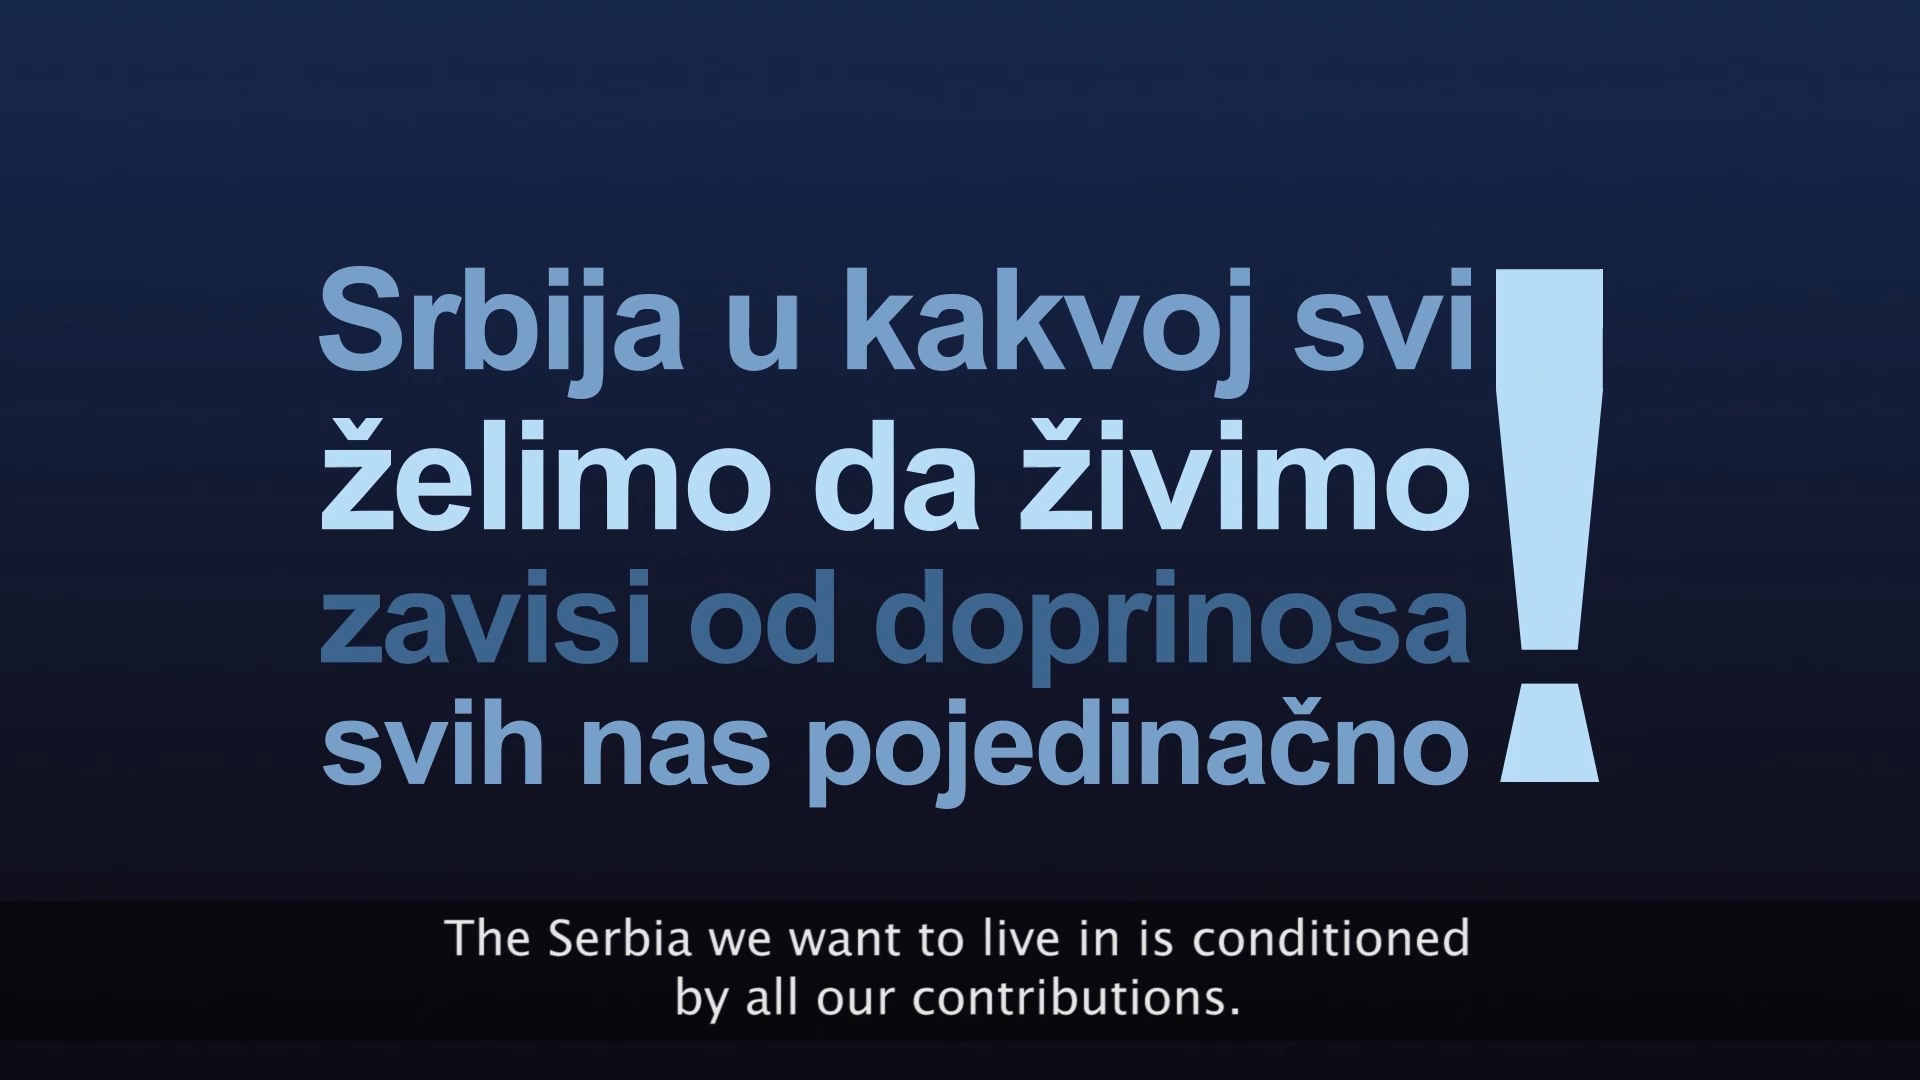 Srbija u kakvoj svi
želimo da živimo
zavisi od doprinosa
svih nas pojedinačno!
The Serbia we want to live in is conditioned
by all our contributions.